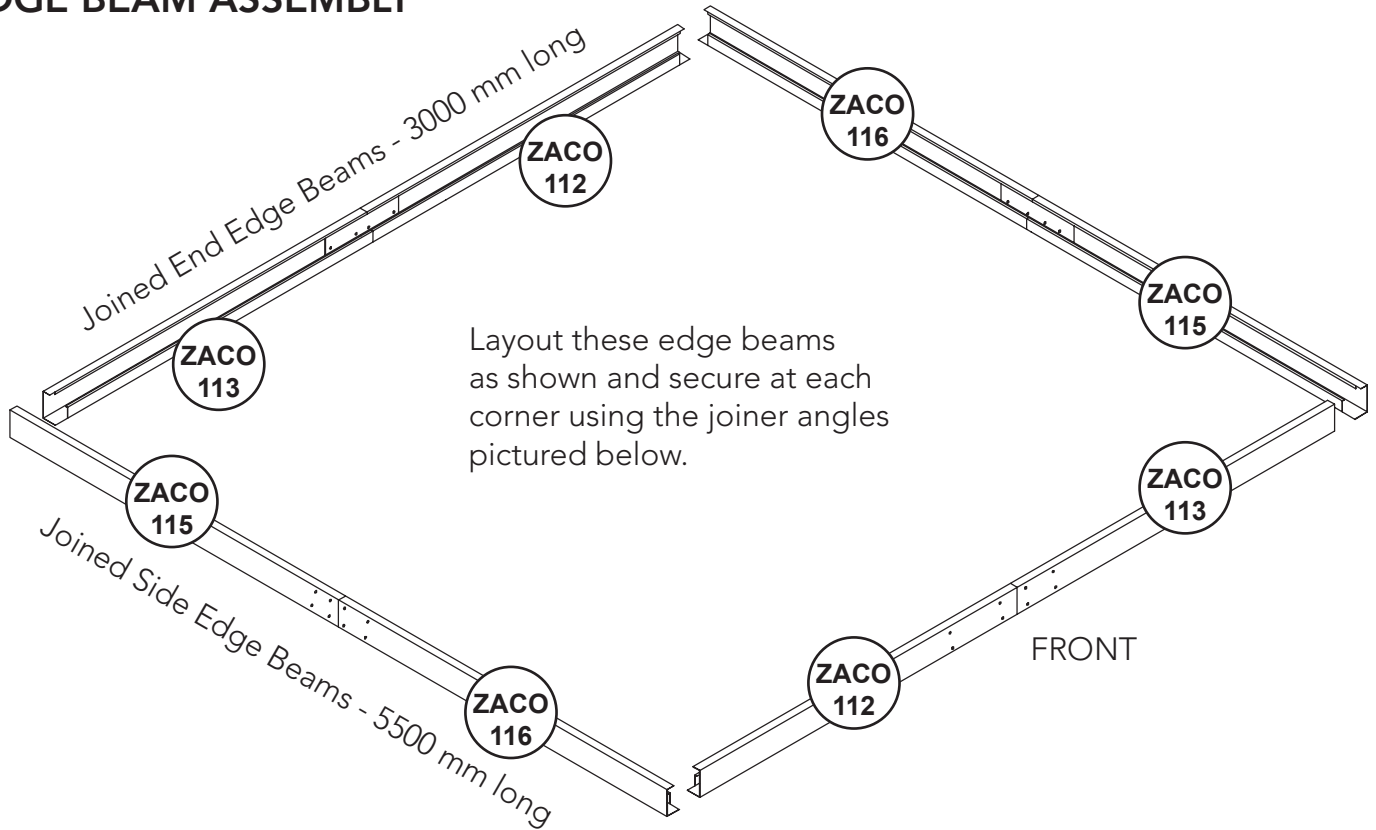 DGE BEAM ASSEMBLY
Joined End Edge Beams - 3000 mm long
ZACO
112
ZACO
116
ZACO
113
ZACO
115
Layout these edge beams
as shown and secure at each
corner using the joiner angles
pictured below.
ZACO
115
ZACO
113
Joined Side Edge Beams - 5500 mm long
ZACO
116
ZACO
112
FRONT